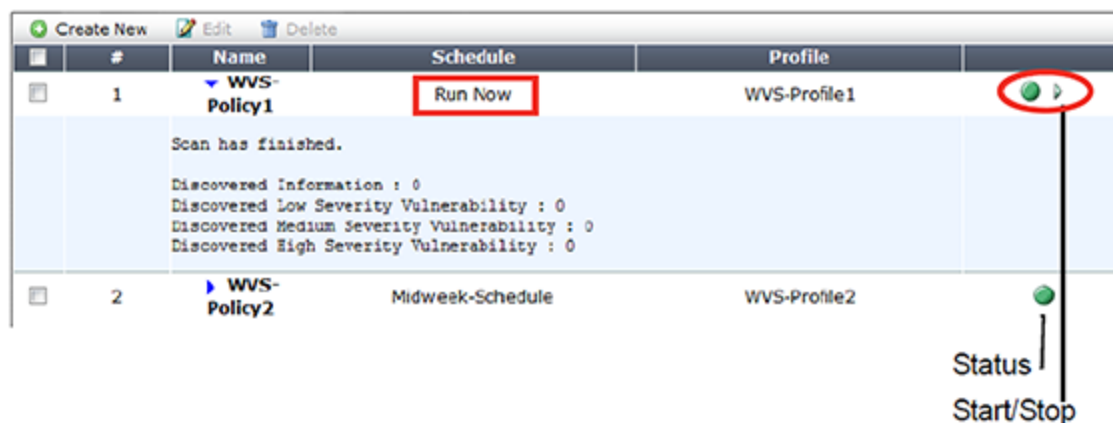 Create New Edit Delete
# Name Schedule Profile
1 WVS-Policy1 Run Now WVS-Profile1
Scan has finished.
Discovered Information : 0
Discovered Low Severity Vulnerability : 0
Discovered Medium Severity Vulnerability : 0
Discovered High Severity Vulnerability : 0
2 WVS-Policy2 Midweek-Schedule WVS-Profile2
Status
Start/Stop